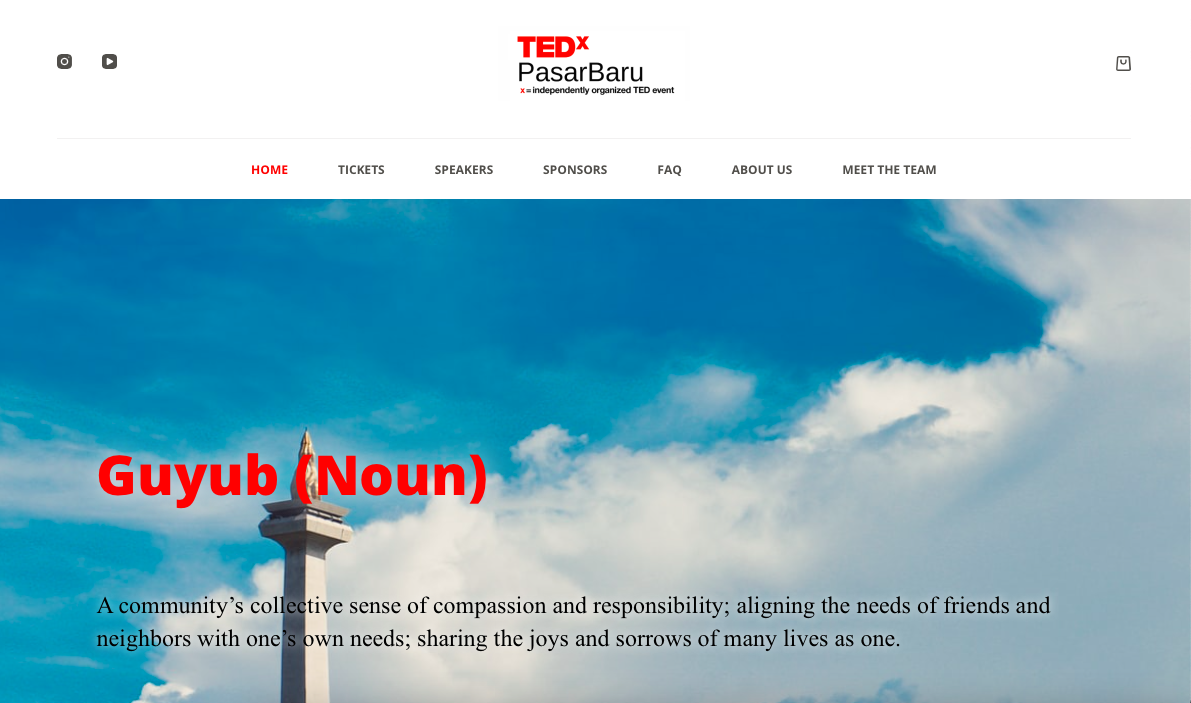 TEDx
PasarBaru
x = independently organized TED event
HOME TICKETS SPEAKERS SPONSORS FAQ ABOUT US MEET THE TEAM
Guyub (Noun)
A community’s collective sense of compassion and responsibility; aligning the needs of friends and
neighbors with one’s own needs; sharing the joys and sorrows of many lives as one.